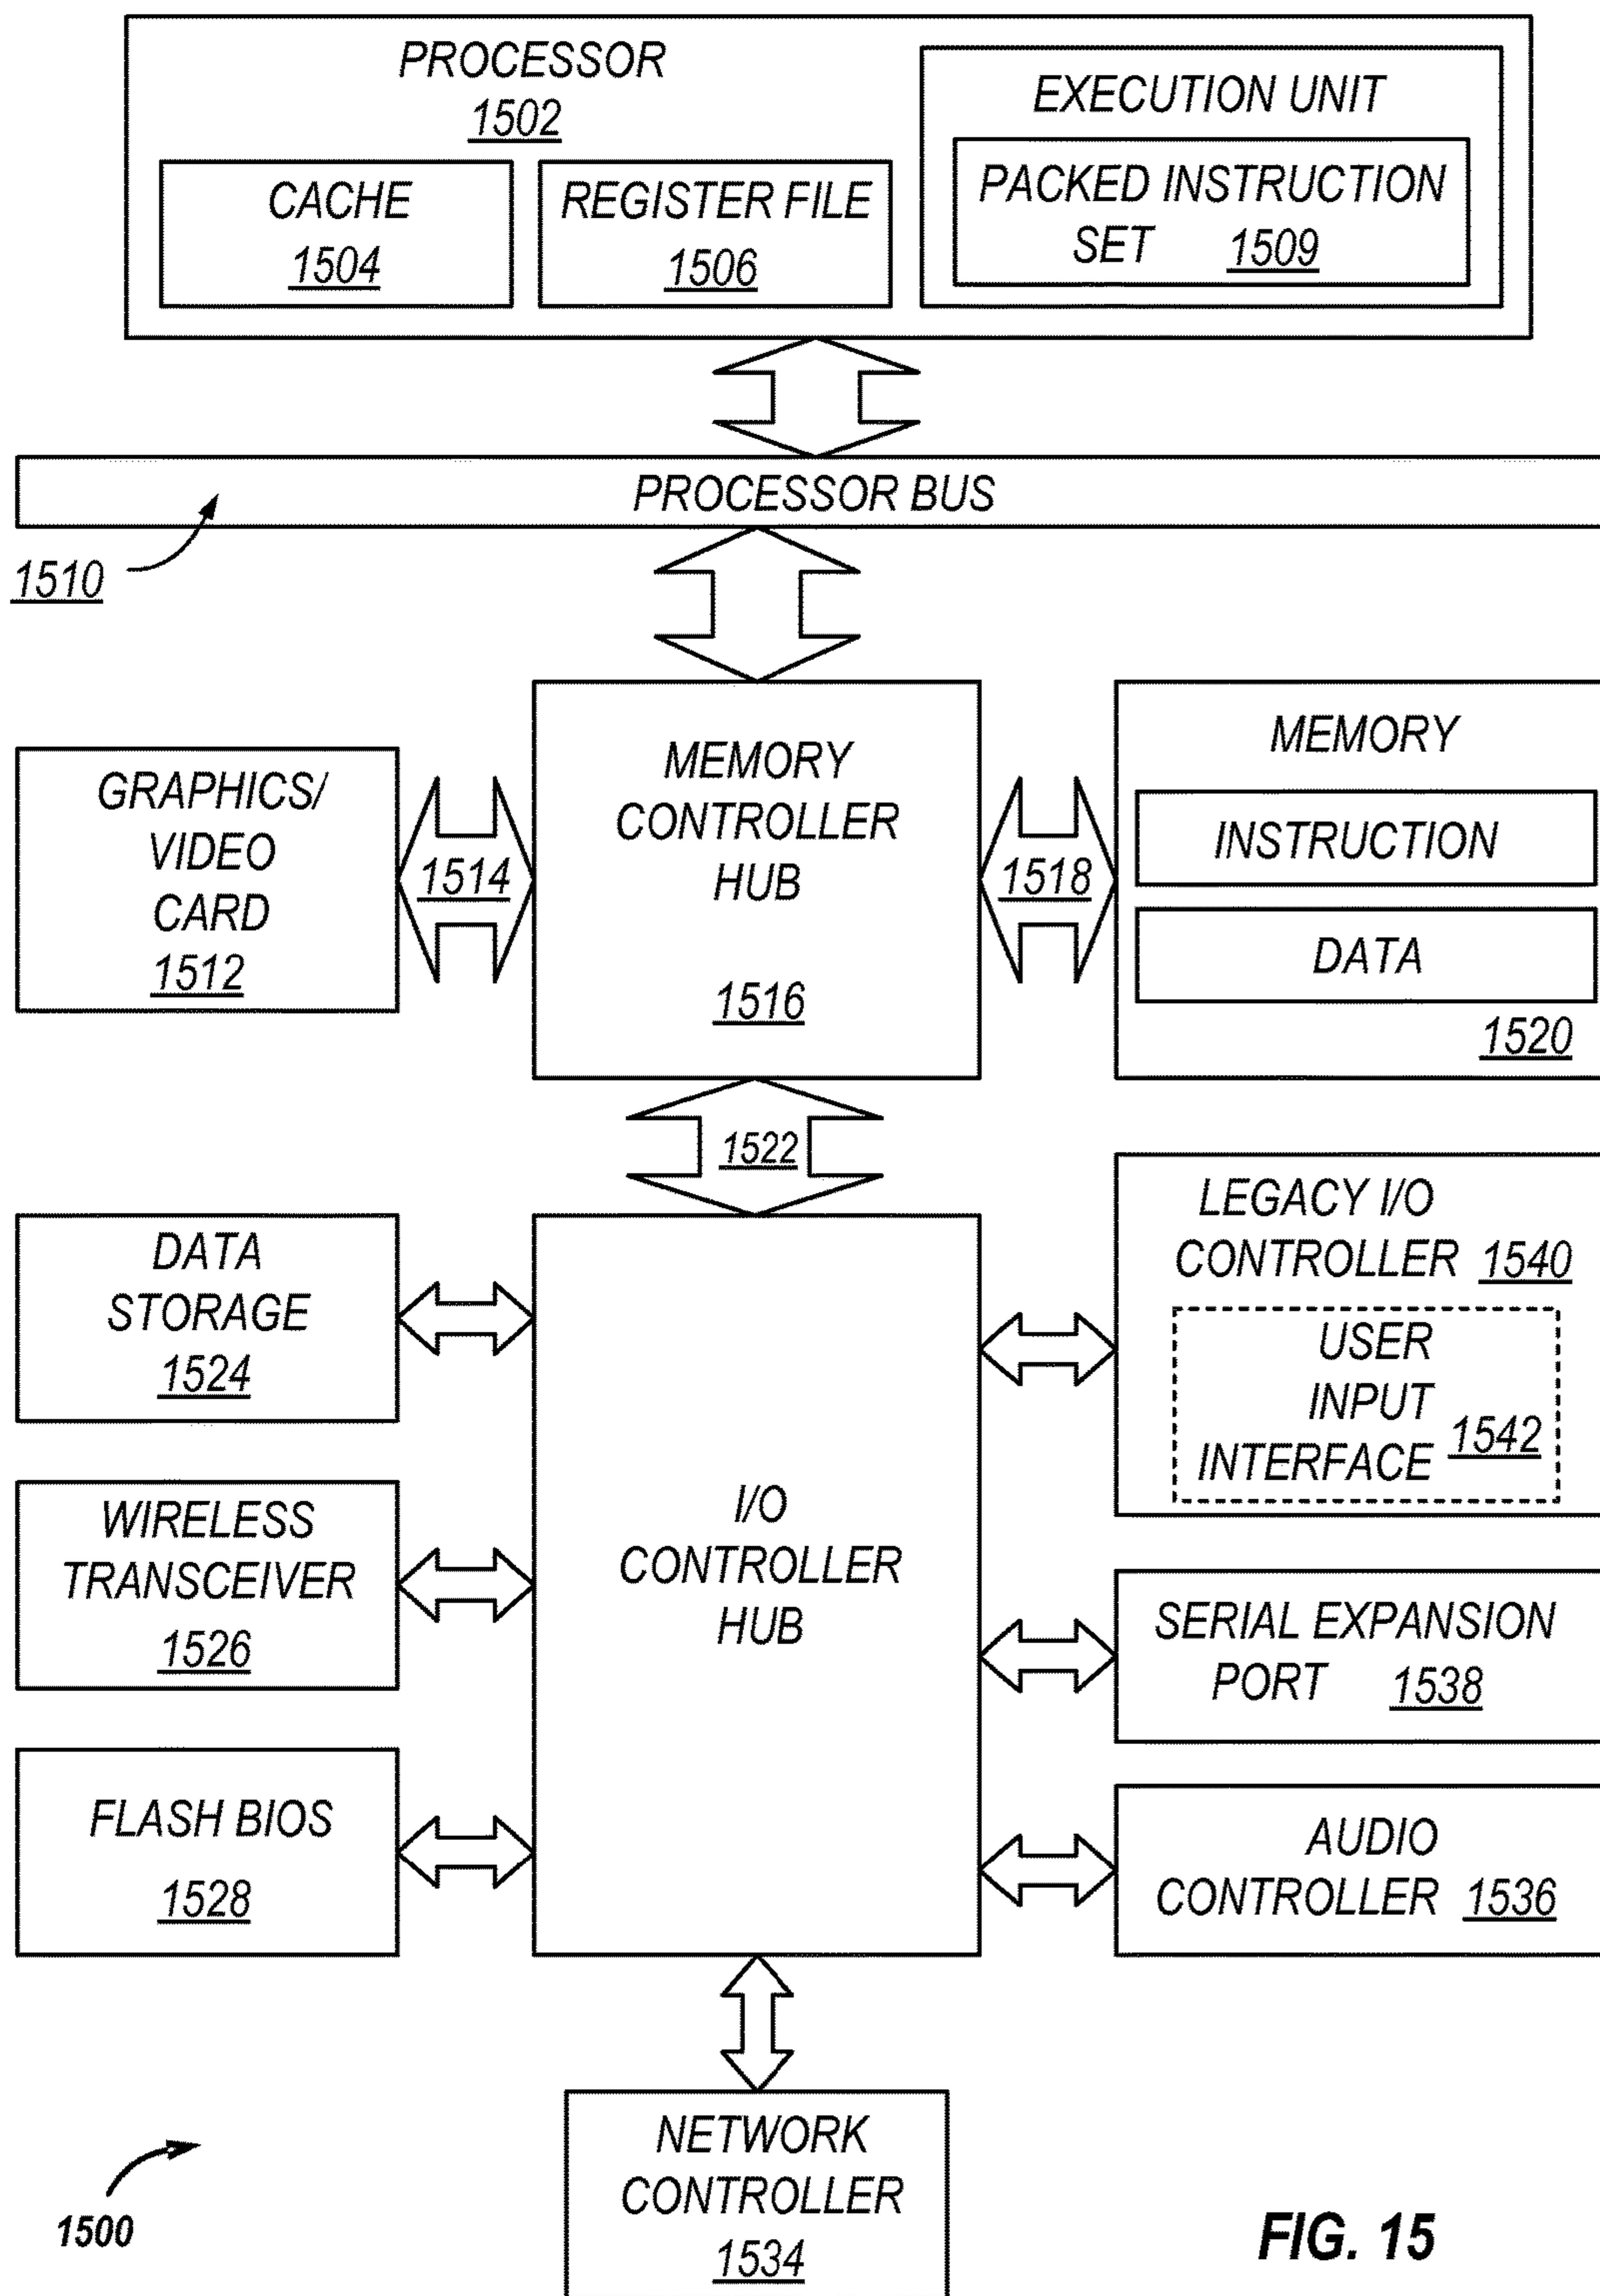 PROCESSOR
1502
CACHE
1504
REGISTER FILE
1506
EXECUTION UNIT
PACKED INSTRUCTION
SET 1509
PROCESSOR BUS
1510
GRAPHICS/
VIDEO
CARD
1512
1514
MEMORY
CONTROLLER
HUB
1516
1518
MEMORY
INSTRUCTION
DATA
1520
1522
DATA
STORAGE
1524
WIRELESS
TRANSCEIVER
1526
FLASH BIOS
1528
I/O
CONTROLLER
HUB
LEGACY I/O
CONTROLLER 1540
USER
INPUT
INTERFACE 1542
SERIAL EXPANSION
PORT 1538
AUDIO
CONTROLLER 1536
NETWORK
CONTROLLER
1534
1500
FIG. 15